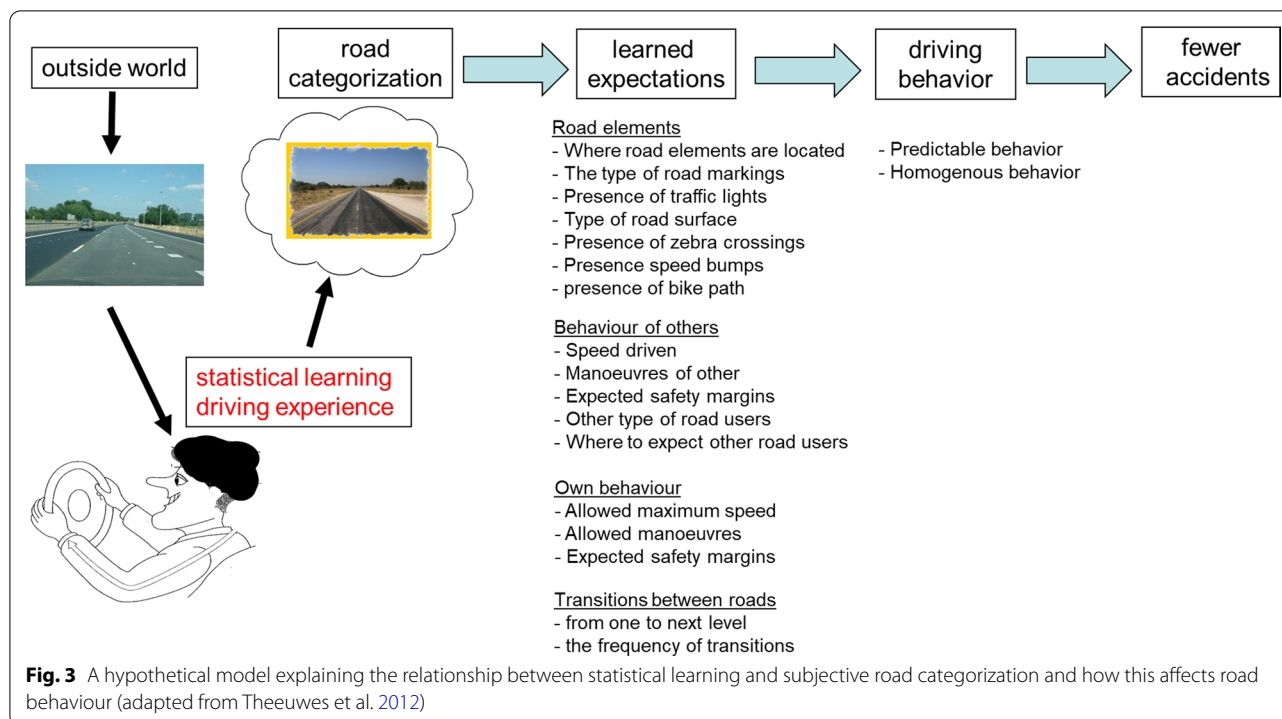 outside world
road
categorization
learned
expectations
driving
behavior
fewer
accidents
statistical learning
driving experience
Road elements
- Where road elements are located
- The type of road markings
- Presence of traffic lights
- Type of road surface
- Presence of zebra crossings
- Presence speed bumps
- presence of bike path
Behaviour of others
- Speed driven
- Manoeuvres of other
- Expected safety margins
- Other type of road users
- Where to expect other road users
Own behaviour
- Allowed maximum speed
- Allowed manoeuvres
- Expected safety margins
Transitions between roads
- from one to next level
- the frequency of transitions
- Predictable behavior
- Homogenous behavior
Fig. 3 A hypothetical model explaining the relationship between statistical learning and subjective road categorization and how this affects road
behaviour (adapted from Theeuwes et al. 2012)